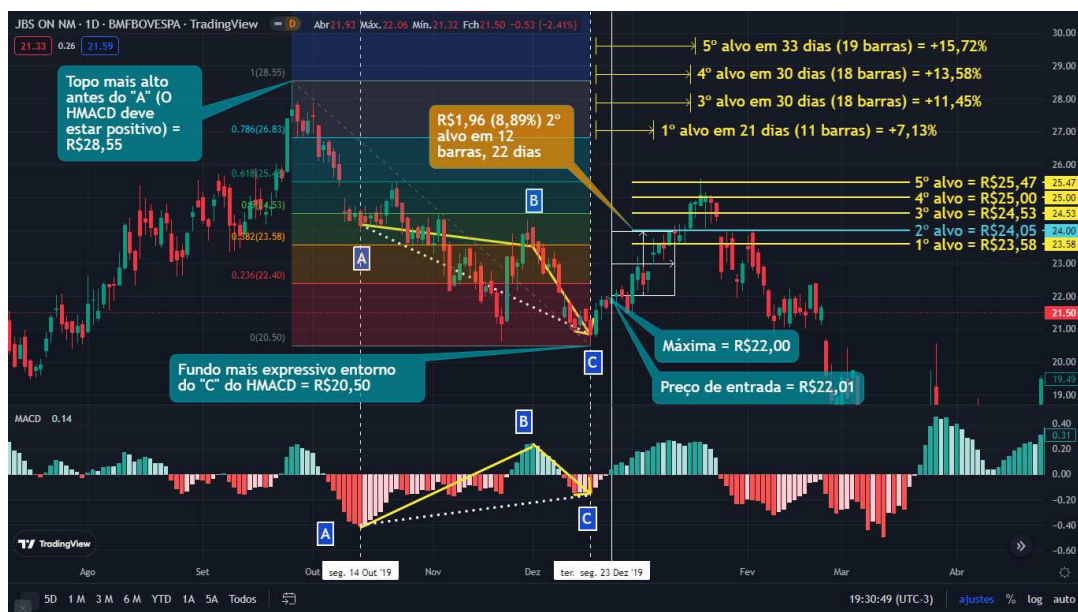 JBS ON NM · 1D · BMFBOVESPA · TradingView
D
Abr21.93 Máx.22.06 Mín.21.32 Fch21.50 −0.53 (−2.41%)
21.33 0.26 21.59
Topo mais alto
antes do "A" (O
HMACD deve
estar positivo) =
R$28,55
1(28.55)
0.786(26.83)
0.382(23.58)
0.236(22.40)
0(20.50)
R$1,96 (8,89%) 2º
alvo em 12
barras, 22 dias
5º alvo em 33 dias (19 barras) = +15,72%
4º alvo em 30 dias (18 barras) = +13,58%
3º alvo em 30 dias (18 barras) = +11,45%
1º alvo em 21 dias (11 barras) = +7,13%
5º alvo = R$25,47
4º alvo = R$25,00
3º alvo = R$24,53
2º alvo = R$24,05
1º alvo = R$23,58
A
B
C
Fundo mais expressivo entorno
do "C" do HMACD = R$20,50
Máxima = R$22,00
Preço de entrada = R$22,01
30.00
29.00
28.00
27.00
26.00
25.47
25.00
24.53
24.00
23.58
23.00
22.00
21.50
21.00
20.00
19.49
19.00
MACD 0.14
A
B
C
0.40
0.31
0.20
0.00
−0.20
−0.40
−0.60
TradingView
Ago
Set
Out
seg. 14 Out '19
Nov
Dez
ter.
seg. 23 Dez '19
Fev
Mar
Abr
5D 1 M 3 M 6 M YTD 1A 5A Todos
19:30:49 (UTC-3) ajustes % log auto